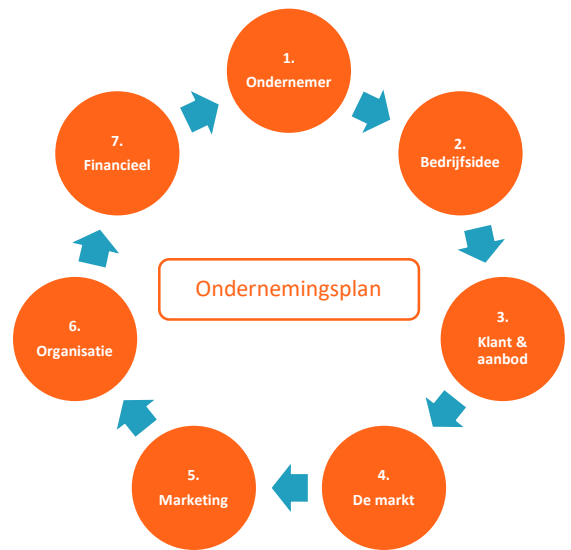 1.
Ondernemer
2.
Bedrijfsidee
3.
Klant &
aanbod
4.
De markt
5.
Marketing
6.
Organisatie
7.
Financieel
Ondernemingsplan